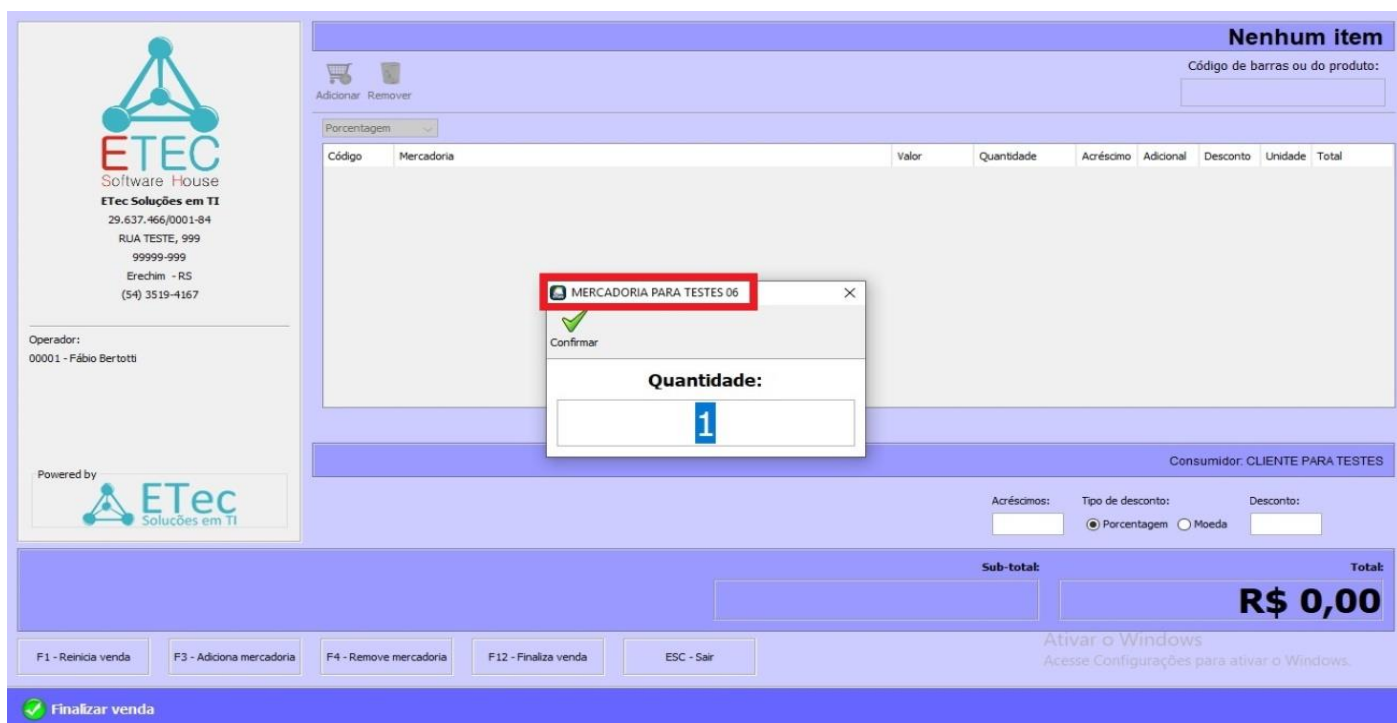 ETEC
Software House
ETec Soluções em TI
29.637.466/0001-84
RUA TESTE, 999
99999-999
Erechim - RS
(54) 3519-4167
Operador:
00001 - Fábio Bertotti
Powered by
ETec
Soluções em TI
Nenhum item
Código de barras ou do produto:
Adicionar Remover
Porcentagem
Código Mercadoria Valor Quantidade Acréscimo Adicional Desconto Unidade Total
MERCADORIA PARA TESTES 06
Confirmar
Quantidade:
1
Consumidor: CLIENTE PARA TESTES
Acréscimos: Tipo de desconto: Desconto:
Porcentagem Moeda
Sub-total: Total:
R$ 0,00
Ativar o Windows
Acesse Configurações para ativar o Windows.
F1 - Reinicia venda F3 - Adiciona mercadoria F4 - Remove mercadoria F12 - Finaliza venda ESC - Sair
Finalizar venda